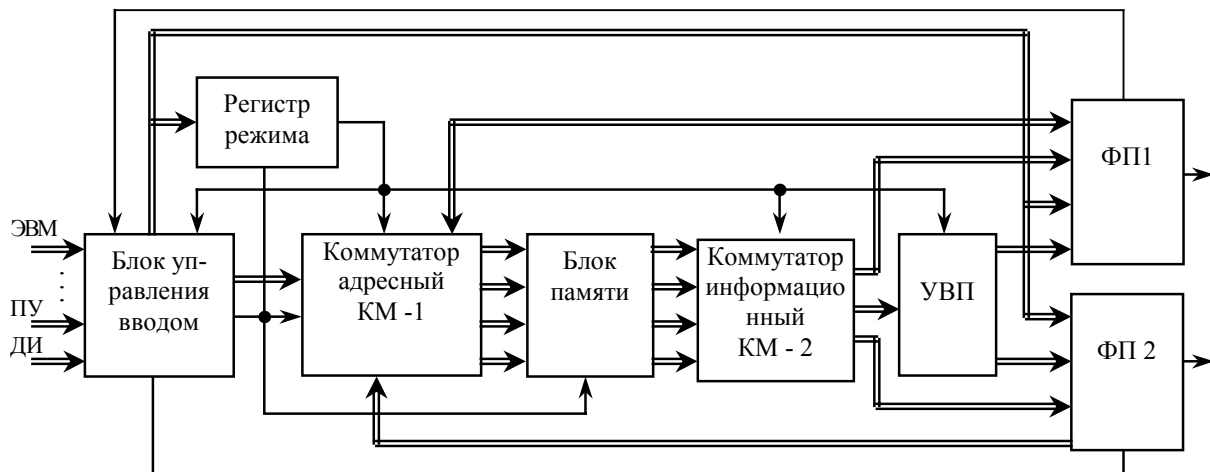 Регистр
режима
ФП1
ЭВМ
ПУ
ДИ
Блок уп-
равления
вводом
Коммутатор
адресный
КМ -1
Блок
памяти
Коммутатор
информацио
нный
КМ - 2
УВП
ФП 2